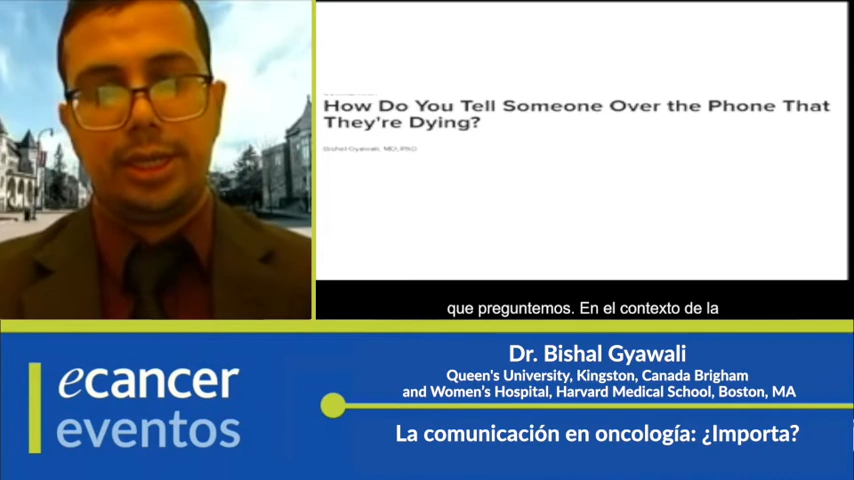 How Do You Tell Someone Over the Phone That
They're Dying?
Bishal Gyawali, MD, PhD
que preguntemos. En el contexto de la
ecancer
eventos
Dr. Bishal Gyawali
Queen's University, Kingston, Canada Brigham
and Women's Hospital, Harvard Medical School, Boston, MA
La comunicación en oncología: ¿Importa?